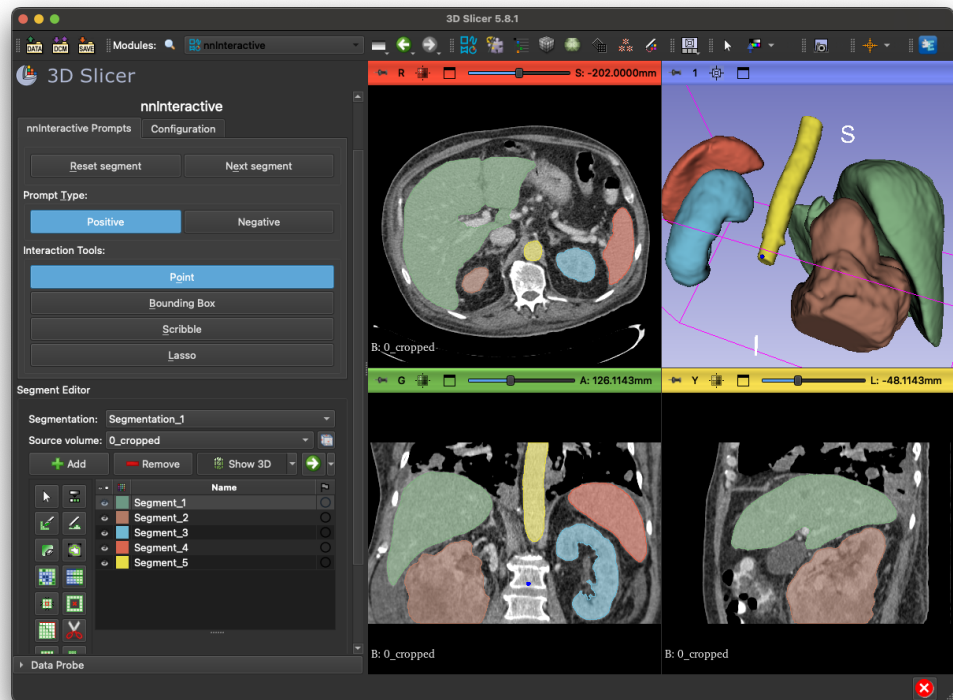 3D Slicer 5.8.1
DATA DCM SAVE Modules: nnInteractive
3D Slicer
nnInteractive
nnInteractive Prompts Configuration
Reset segment Next segment
Prompt Type:
Positive Negative
Interaction Tools:
Point
Bounding Box
Scribble
Lasso
Segment Editor
Segmentation: Segmentation_1
Source volume: 0_cropped
Add Remove Show 3D
Name
Segment_1
Segment_2
Segment_3
Segment_4
Segment_5
Data Probe
R S: -202.0000mm
B: 0_cropped
1
S
I
G A: 126.1143mm
B: 0_cropped
Y L: -48.1143mm
B: 0_cropped